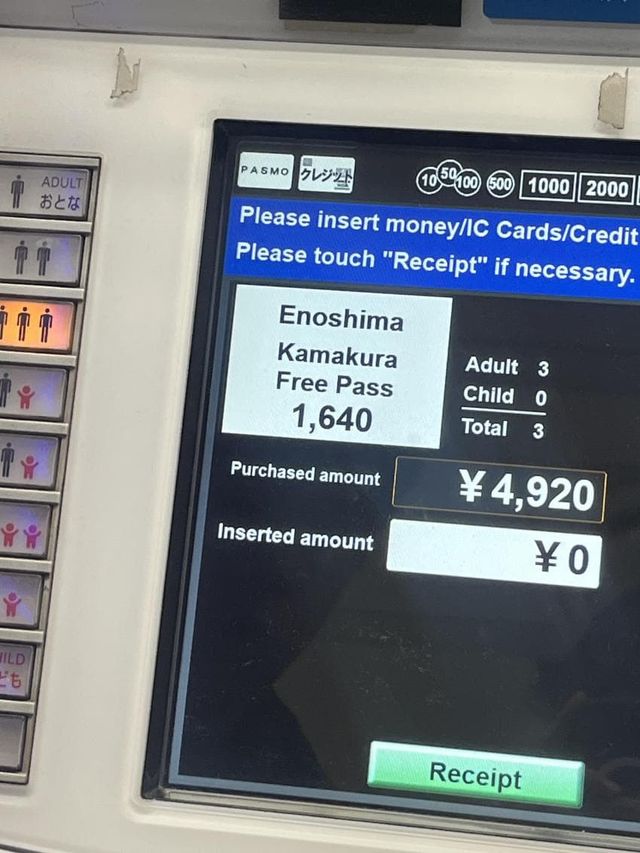 ADULT
おとな
PASMO
クレジット
10 50 100 500 1000 2000
Please insert money/IC Cards/Credit
Please touch "Receipt" if necessary.
Enoshima
Kamakura
Free Pass
1,640
Adult 3
Child 0
Total 3
Purchased amount
¥4,920
Inserted amount
¥0
Receipt